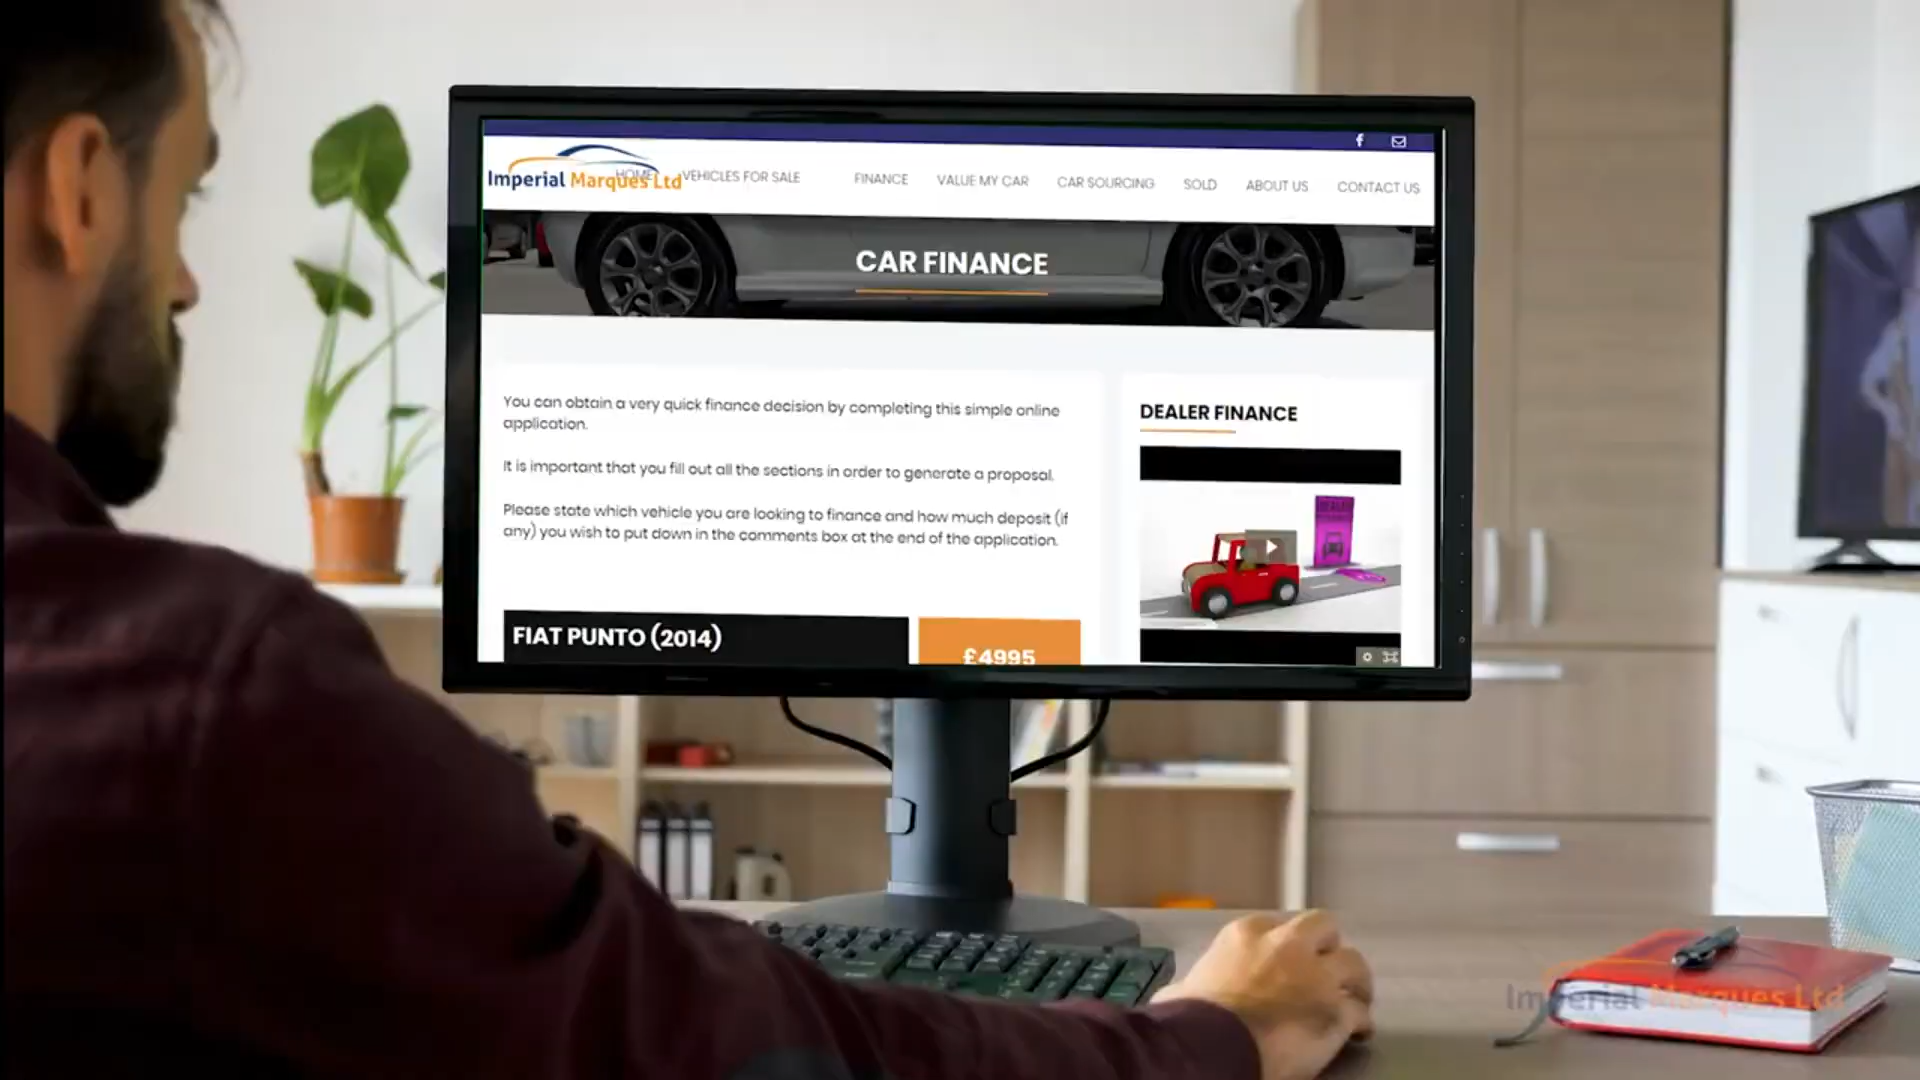 Imperial Marques Ltd
HOME VEHICLES FOR SALE FINANCE VALUE MY CAR CAR SOURCING SOLD ABOUT US CONTACT US
CAR FINANCE
You can obtain a very quick finance decision by completing this simple online
application.
It is important that you fill out all the sections in order to generate a proposal.
Please state which vehicle you are looking to finance and how much deposit (if
any) you wish to put down in the comments box at the end of the application.
FIAT PUNTO (2014)
£4995
DEALER FINANCE
DEALER
Imperial Marques Ltd